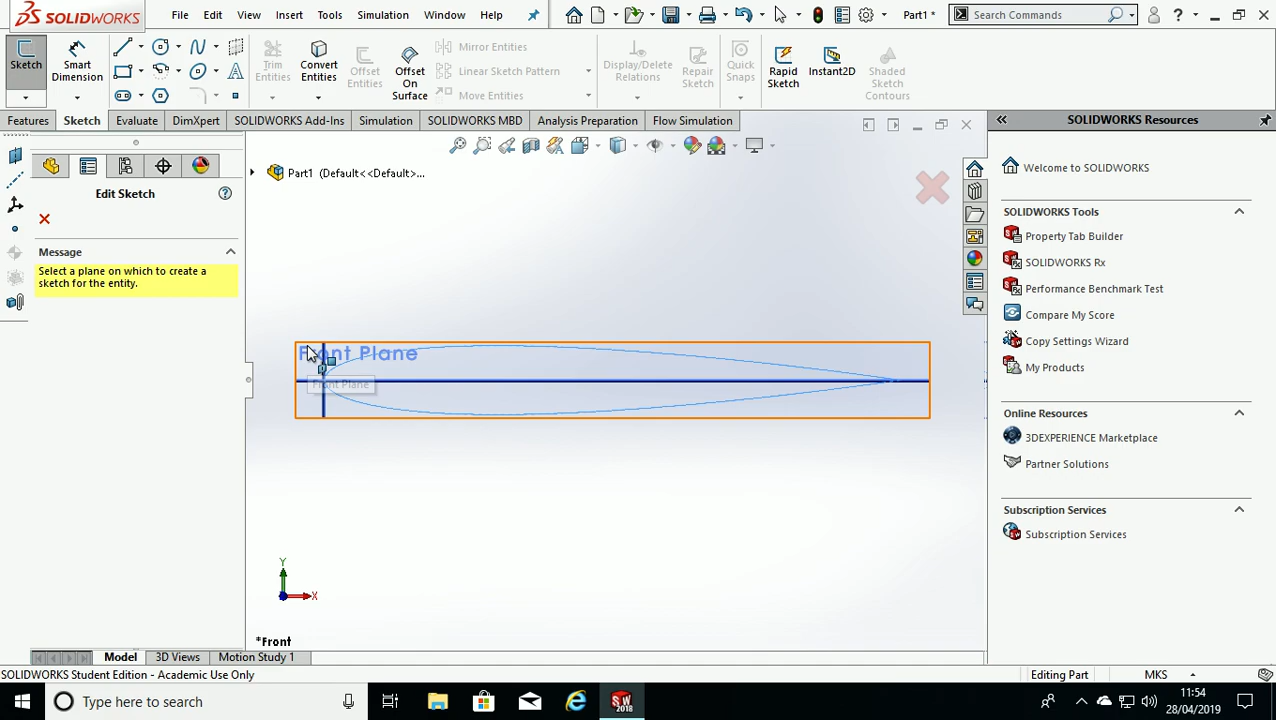 SOLIDWORKS File Edit View Insert Tools Simulation Window Help Part1 * Search Commands ?
Sketch Smart Dimension Trim Entities Convert Entities Offset Entities Offset On Surface Mirror Entities Linear Sketch Pattern Move Entities Display/Delete Relations Repair Sketch Quick Snaps Rapid Sketch Instant2D Shaded Sketch Contours
Features Sketch Evaluate DimXpert SOLIDWORKS Add-Ins Simulation SOLIDWORKS MBD Analysis Preparation Flow Simulation
SOLIDWORKS Resources
Part1 (Default<<Default>...
Edit Sketch
Message
Select a plane on which to create a
sketch for the entity.
Front Plane
Front Plane
Y
X
*Front
Welcome to SOLIDWORKS
SOLIDWORKS Tools
Property Tab Builder
SOLIDWORKS Rx
Performance Benchmark Test
Compare My Score
Copy Settings Wizard
My Products
Online Resources
3DEXPERIENCE Marketplace
Partner Solutions
Subscription Services
Subscription Services
Model 3D Views Motion Study 1
SOLIDWORKS Student Edition - Academic Use Only Editing Part MKS
Type here to search SW 2018 11:54
28/04/2019